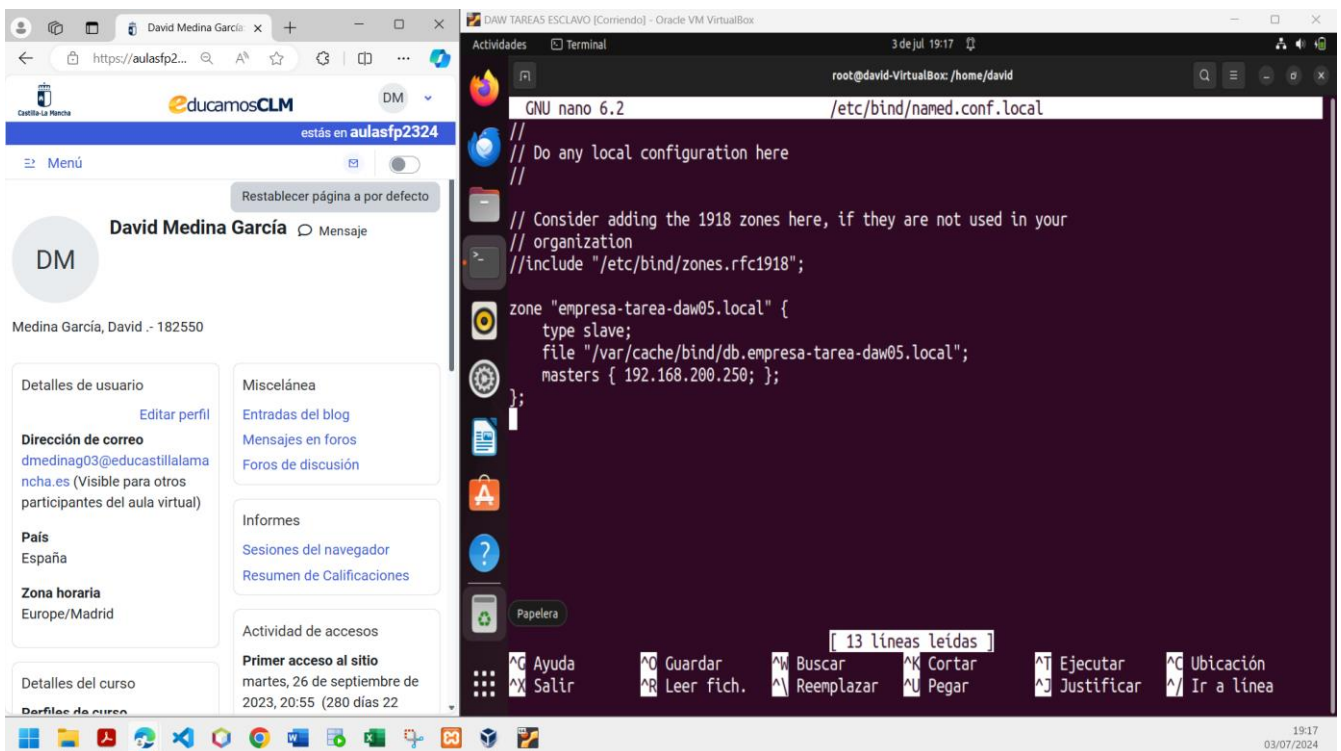 David Medina García:
https://aulasfp2...
Castilla-La Mancha
educamosCLM
DM
estás en aulasfp2324
Menú
Restablecer página a por defecto
DM
David Medina García
Mensaje
Medina García, David .- 182550
Detalles de usuario
Editar perfil
Dirección de correo
dmedinag03@educastillalama
ncha.es (Visible para otros
participantes del aula virtual)
País
España
Zona horaria
Europe/Madrid
Detalles del curso
Perfiles de curso
Miscelánea
Entradas del blog
Mensajes en foros
Foros de discusión
Informes
Sesiones del navegador
Resumen de Calificaciones
Actividad de accesos
Primer acceso al sitio
martes, 26 de septiembre de
2023, 20:55 (280 días 22
DAW TAREA5 ESCLAVO [Corriendo] - Oracle VM VirtualBox
Actividades
Terminal
3 de jul 19:17
root@david-VirtualBox: /home/david
GNU nano 6.2 /etc/bind/named.conf.local
//
// Do any local configuration here
//
// Consider adding the 1918 zones here, if they are not used in your
// organization
//include "/etc/bind/zones.rfc1918";
zone "empresa-tarea-daw05.local" {
type slave;
file "/var/cache/bind/db.empresa-tarea-daw05.local";
masters { 192.168.200.250; };
};
Papelera
[ 13 líneas leídas ]
^G Ayuda ^O Guardar ^W Buscar ^K Cortar ^T Ejecutar ^C Ubicación
^X Salir ^R Leer fich. ^\ Reemplazar ^U Pegar ^J Justificar ^/ Ir a línea
19:17
03/07/2024